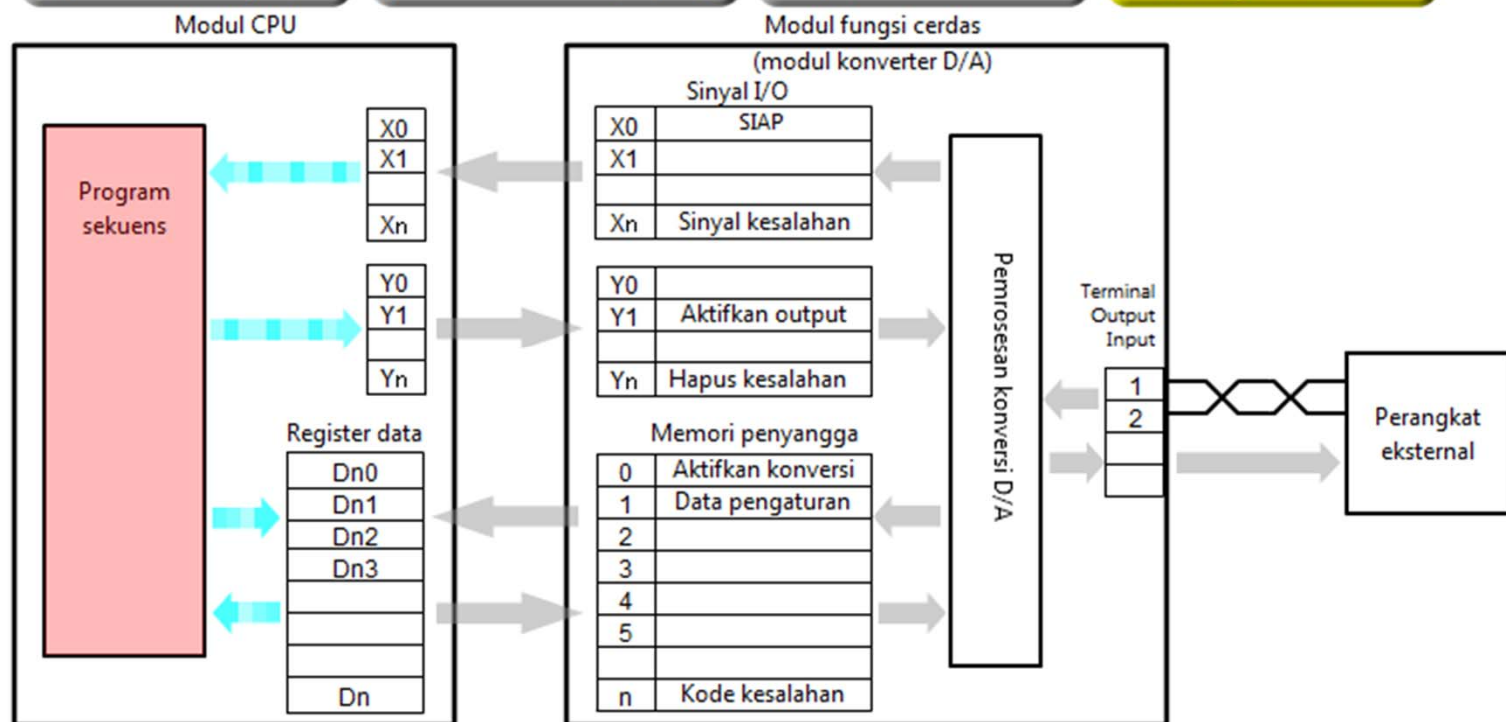 Modul CPU
Modul fungsi cerdas
(modul konverter D/A)
Sinyal I/O
Program
sekuens
X0
X1
Xn
X0 SIAP
X1
Xn Sinyal kesalahan
Y0
Y1
Yn
Y0
Y1 Aktifkan output
Yn Hapus kesalahan
Register data
Dn0
Dn1
Dn2
Dn3
Dn
Memori penyangga
0 Aktifkan konversi
1 Data pengaturan
2
3
4
5
n Kode kesalahan
Pemrosesan konversi D/A
Terminal
Output
Input
1
2
Perangkat
eksternal